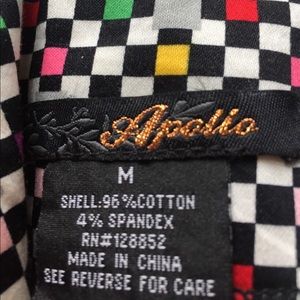 Apollo
M
SHELL:96%COTTON
4% SPANDEX
RN#128852
MADE IN CHINA
SEE REVERSE FOR CARE